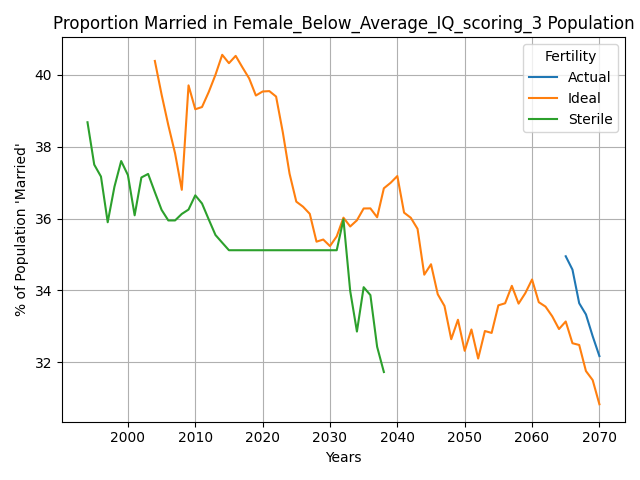 Proportion Married in Female_Below_Average_IQ_scoring_3 Population
% of Population 'Married'
40
38
36
34
32
Fertility
Actual
Ideal
Sterile
2000 2010 2020 2030 2040 2050 2060 2070
Years